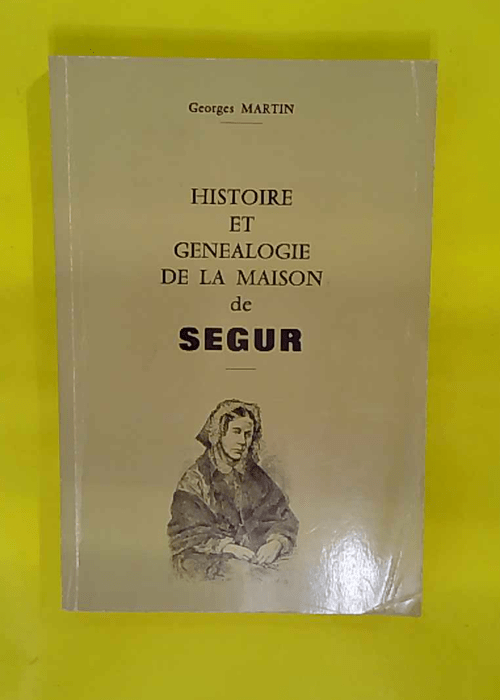 Georges MARTIN
HISTOIRE
ET
GENEALOGIE
DE LA MAISON
de
SEGUR